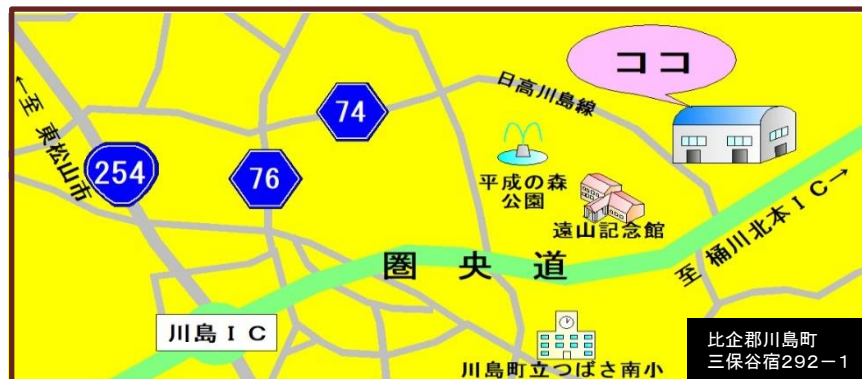 ココ
日高川島線
74
←至 東松山市
254
76
平成の森
公園
遠山記念館
至 桶川北本IC→
圏央道
川島IC
川島町立つばさ南小
比企郡川島町
三保谷宿292－1